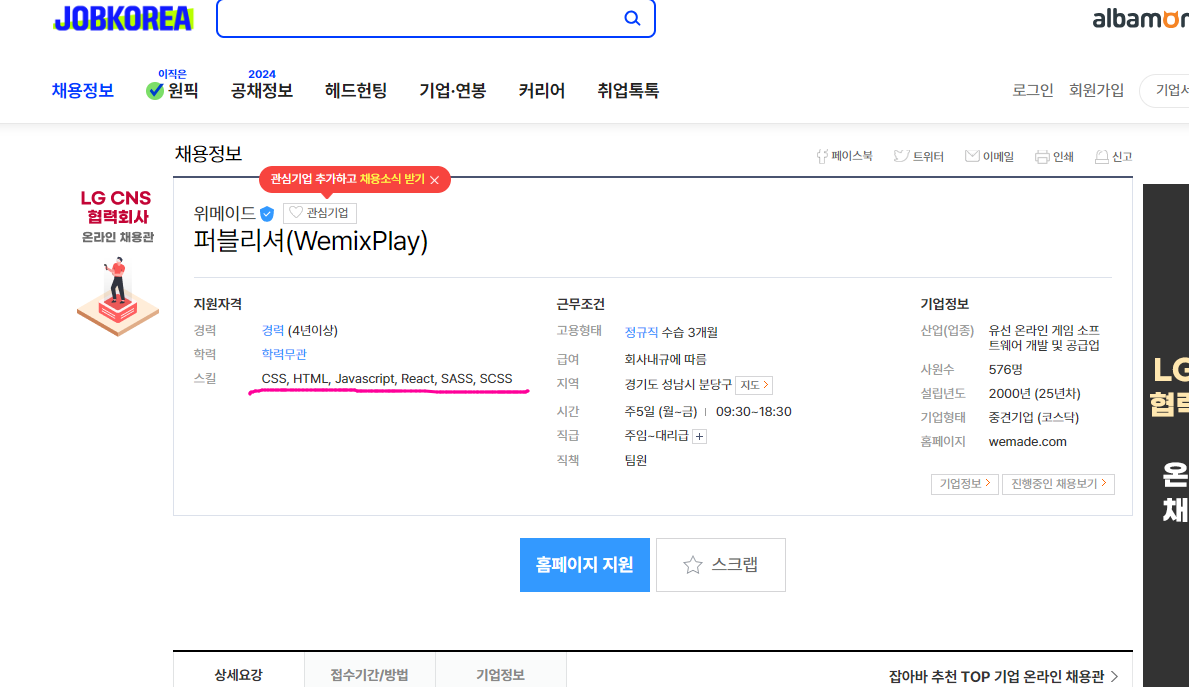 JOBKOREA
albamon
이직은
2024
채용정보
원픽
공채정보
헤드헌팅
기업·연봉
커리어
취업톡톡
로그인
회원가입
기업서
채용정보
페이스북
트위터
이메일
인쇄
신고
관심기업 추가하고 채용소식 받기 ×
LG CNS
협력회사
온라인 채용관
위메이드
관심기업
퍼블리셔(WemixPlay)
지원자격
경력 경력 (4년이상)
학력 학력무관
스킬 CSS, HTML, Javascript, React, SASS, SCSS
근무조건
고용형태 정규직 수습 3개월
급여 회사내규에 따름
지역 경기도 성남시 분당구 지도 >
시간 주5일 (월~금) | 09:30~18:30
직급 주임~대리급 +
직책 팀원
기업정보
산업(업종) 유선 온라인 게임 소프
트웨어 개발 및 공급업
사원수 576명
설립년도 2000년 (25년차)
기업형태 중견기업 (코스닥)
홈페이지 wemade.com
기업정보 >
진행중인 채용보기 >
LG
협력
온
채
홈페이지 지원
스크랩
상세요강
접수기간/방법
기업정보
잡아바 추천 TOP 기업 온라인 채용관 >